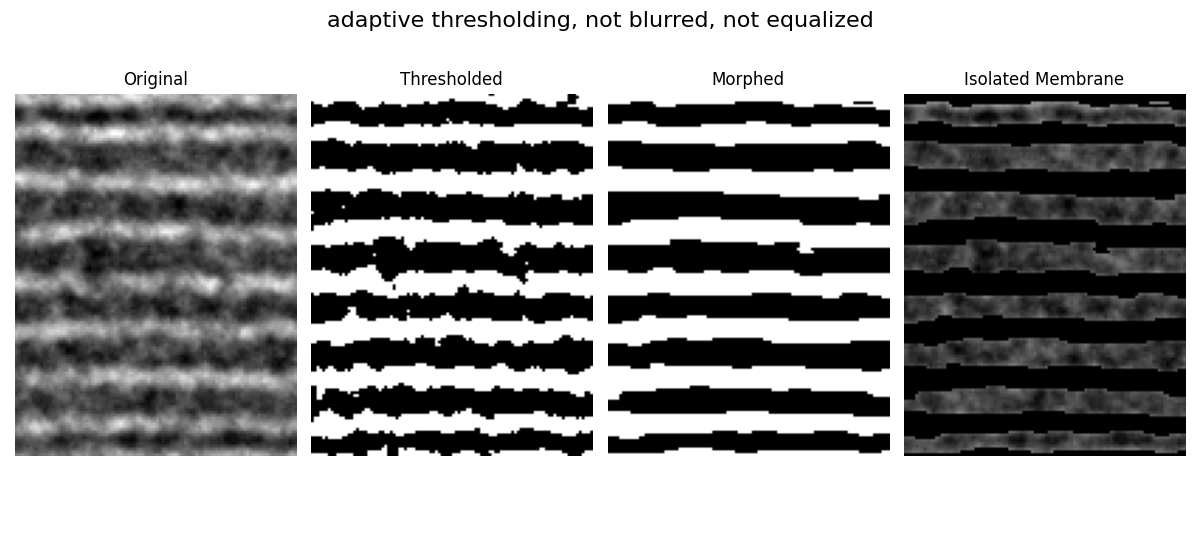 adaptive thresholding, not blurred, not equalized
Original
Thresholded
Morphed
Isolated Membrane